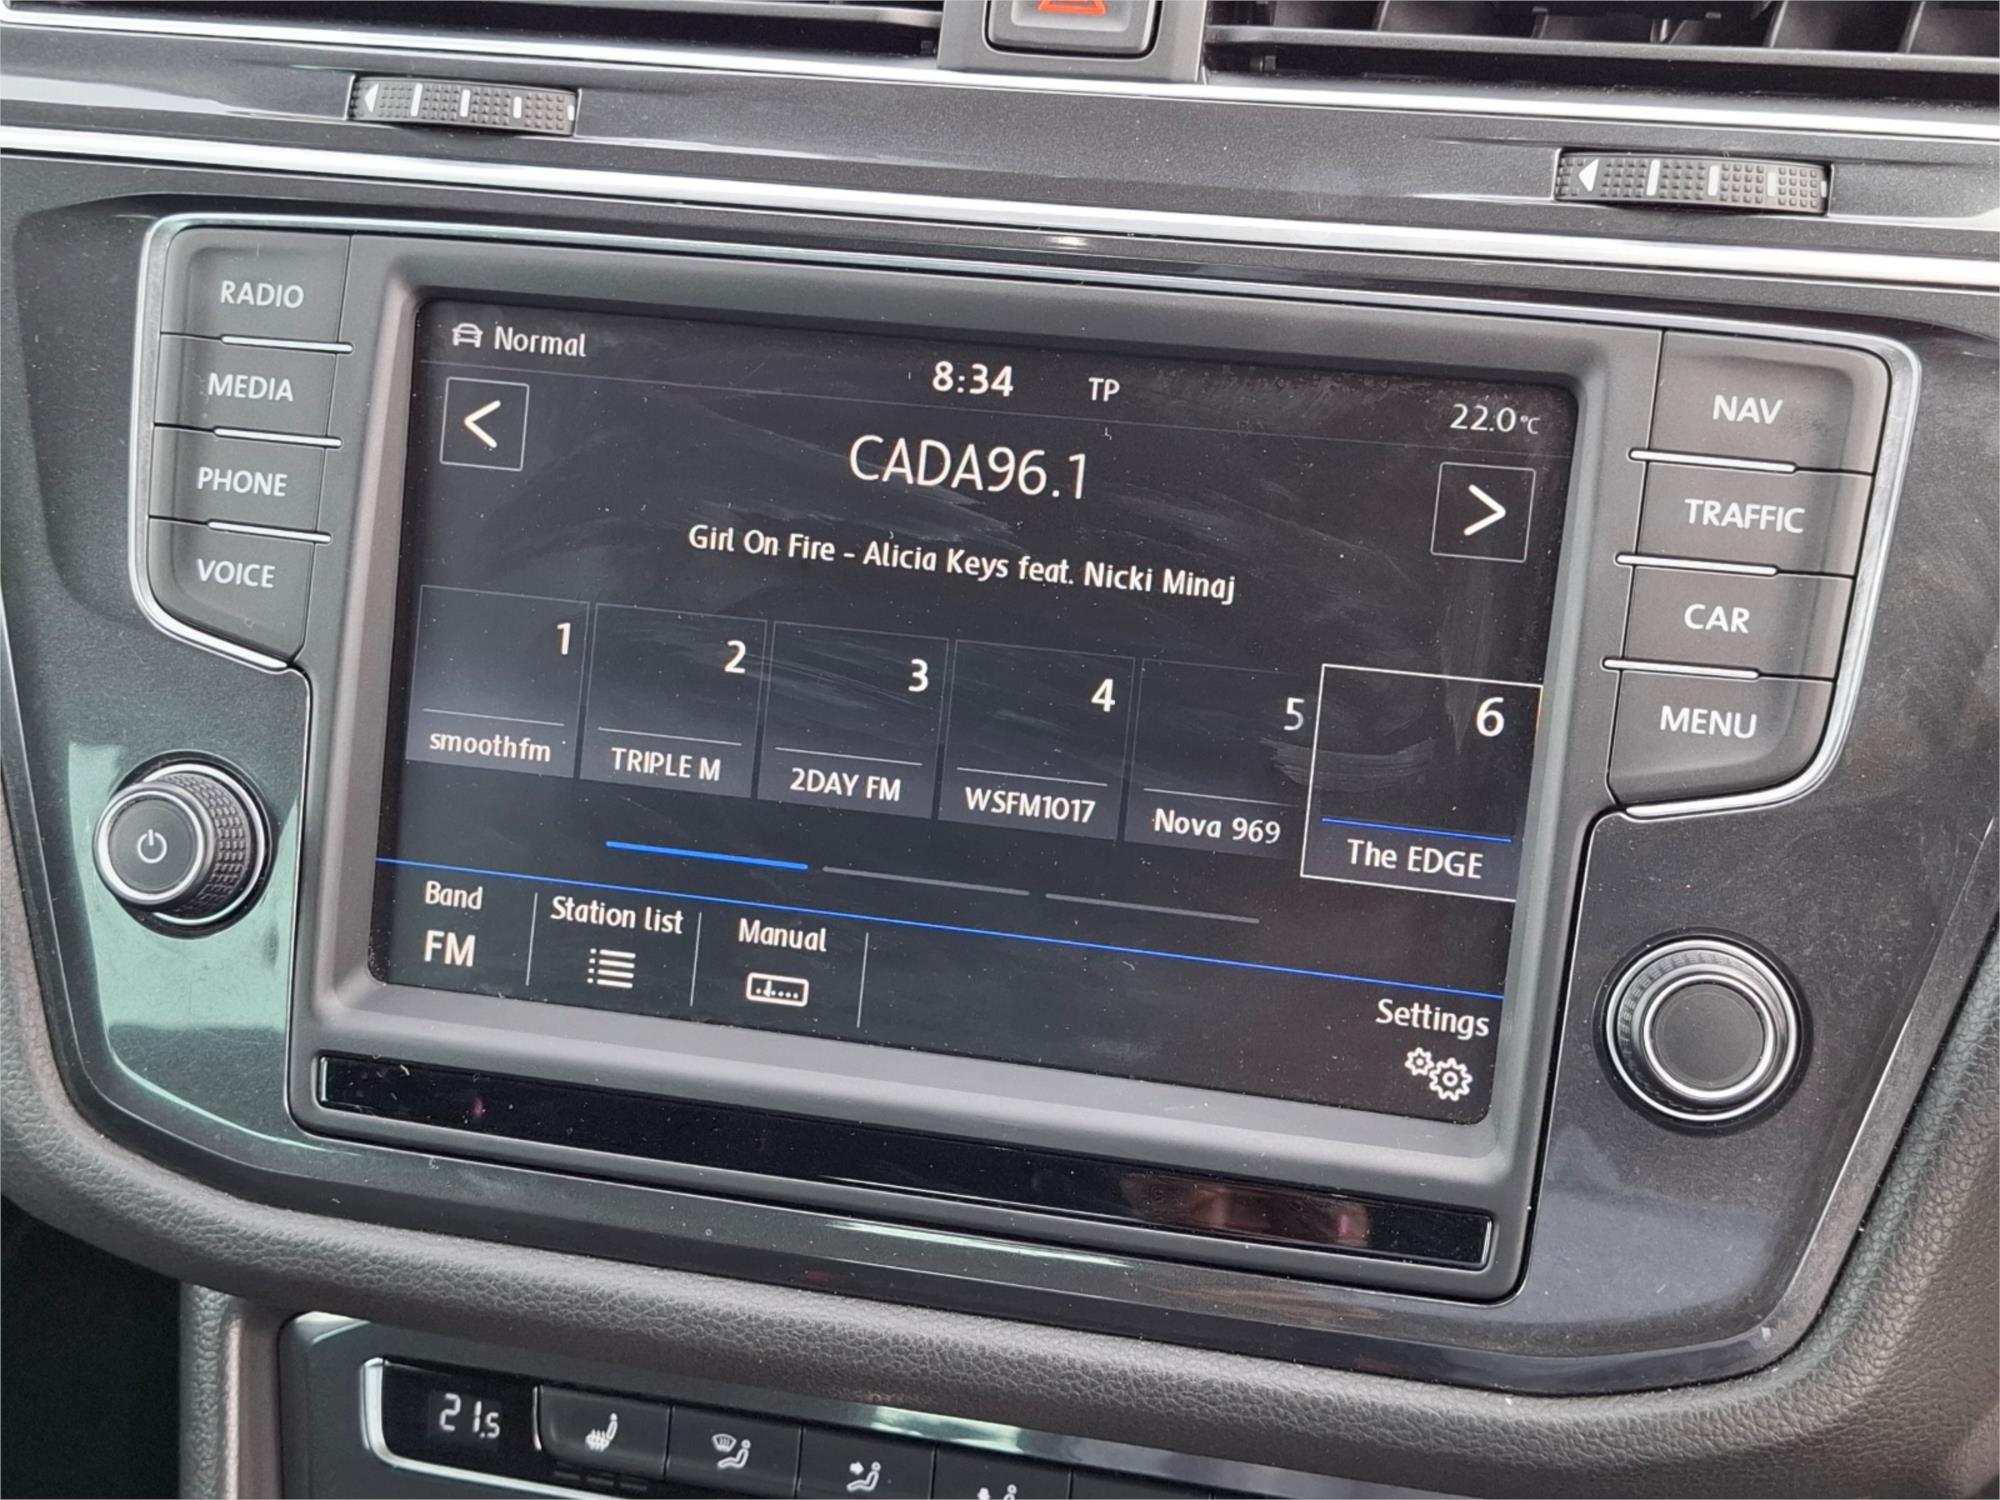 RADIO
MEDIA
PHONE
VOICE
Normal
8:34 TP
22.0°C
CADA96.1
Girl On Fire - Alicia Keys feat. Nicki Minaj
1 2 3 4 5 6
smoothfm TRIPLE M 2DAY FM WSFM1017 Nova 969 The EDGE
Band Station list Manual
FM
Settings
NAV
TRAFFIC
CAR
MENU
21.5